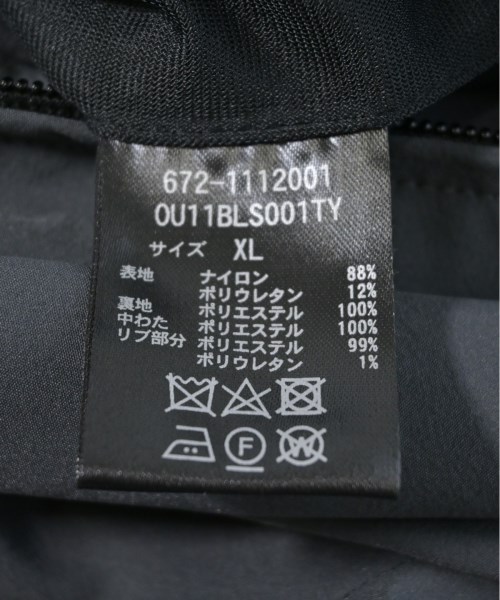 672-1112001
OU11BLS001TY
サイズ XL
表地 ナイロン 88%
ポリウレタン 12%
裏地 ポリエステル 100%
中わた ポリエステル 100%
リブ部分 ポリエステル 99%
ポリウレタン 1%
F
W